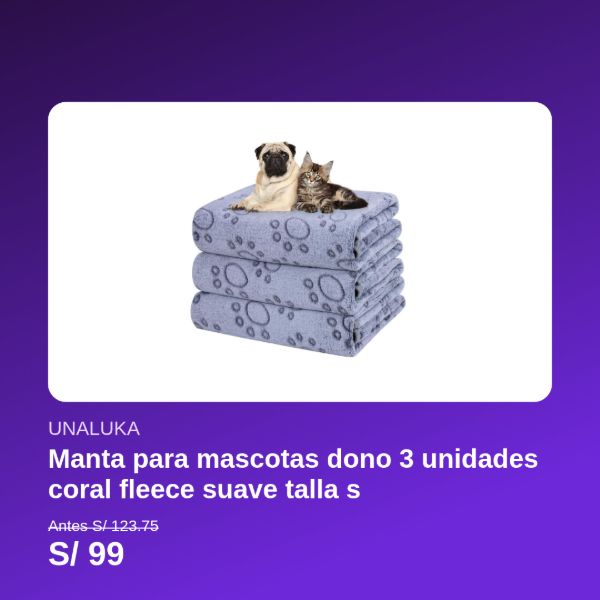 UNALUKA
Manta para mascotas dono 3 unidades
coral fleece suave talla s
Antes S/ 123.75
S/ 99